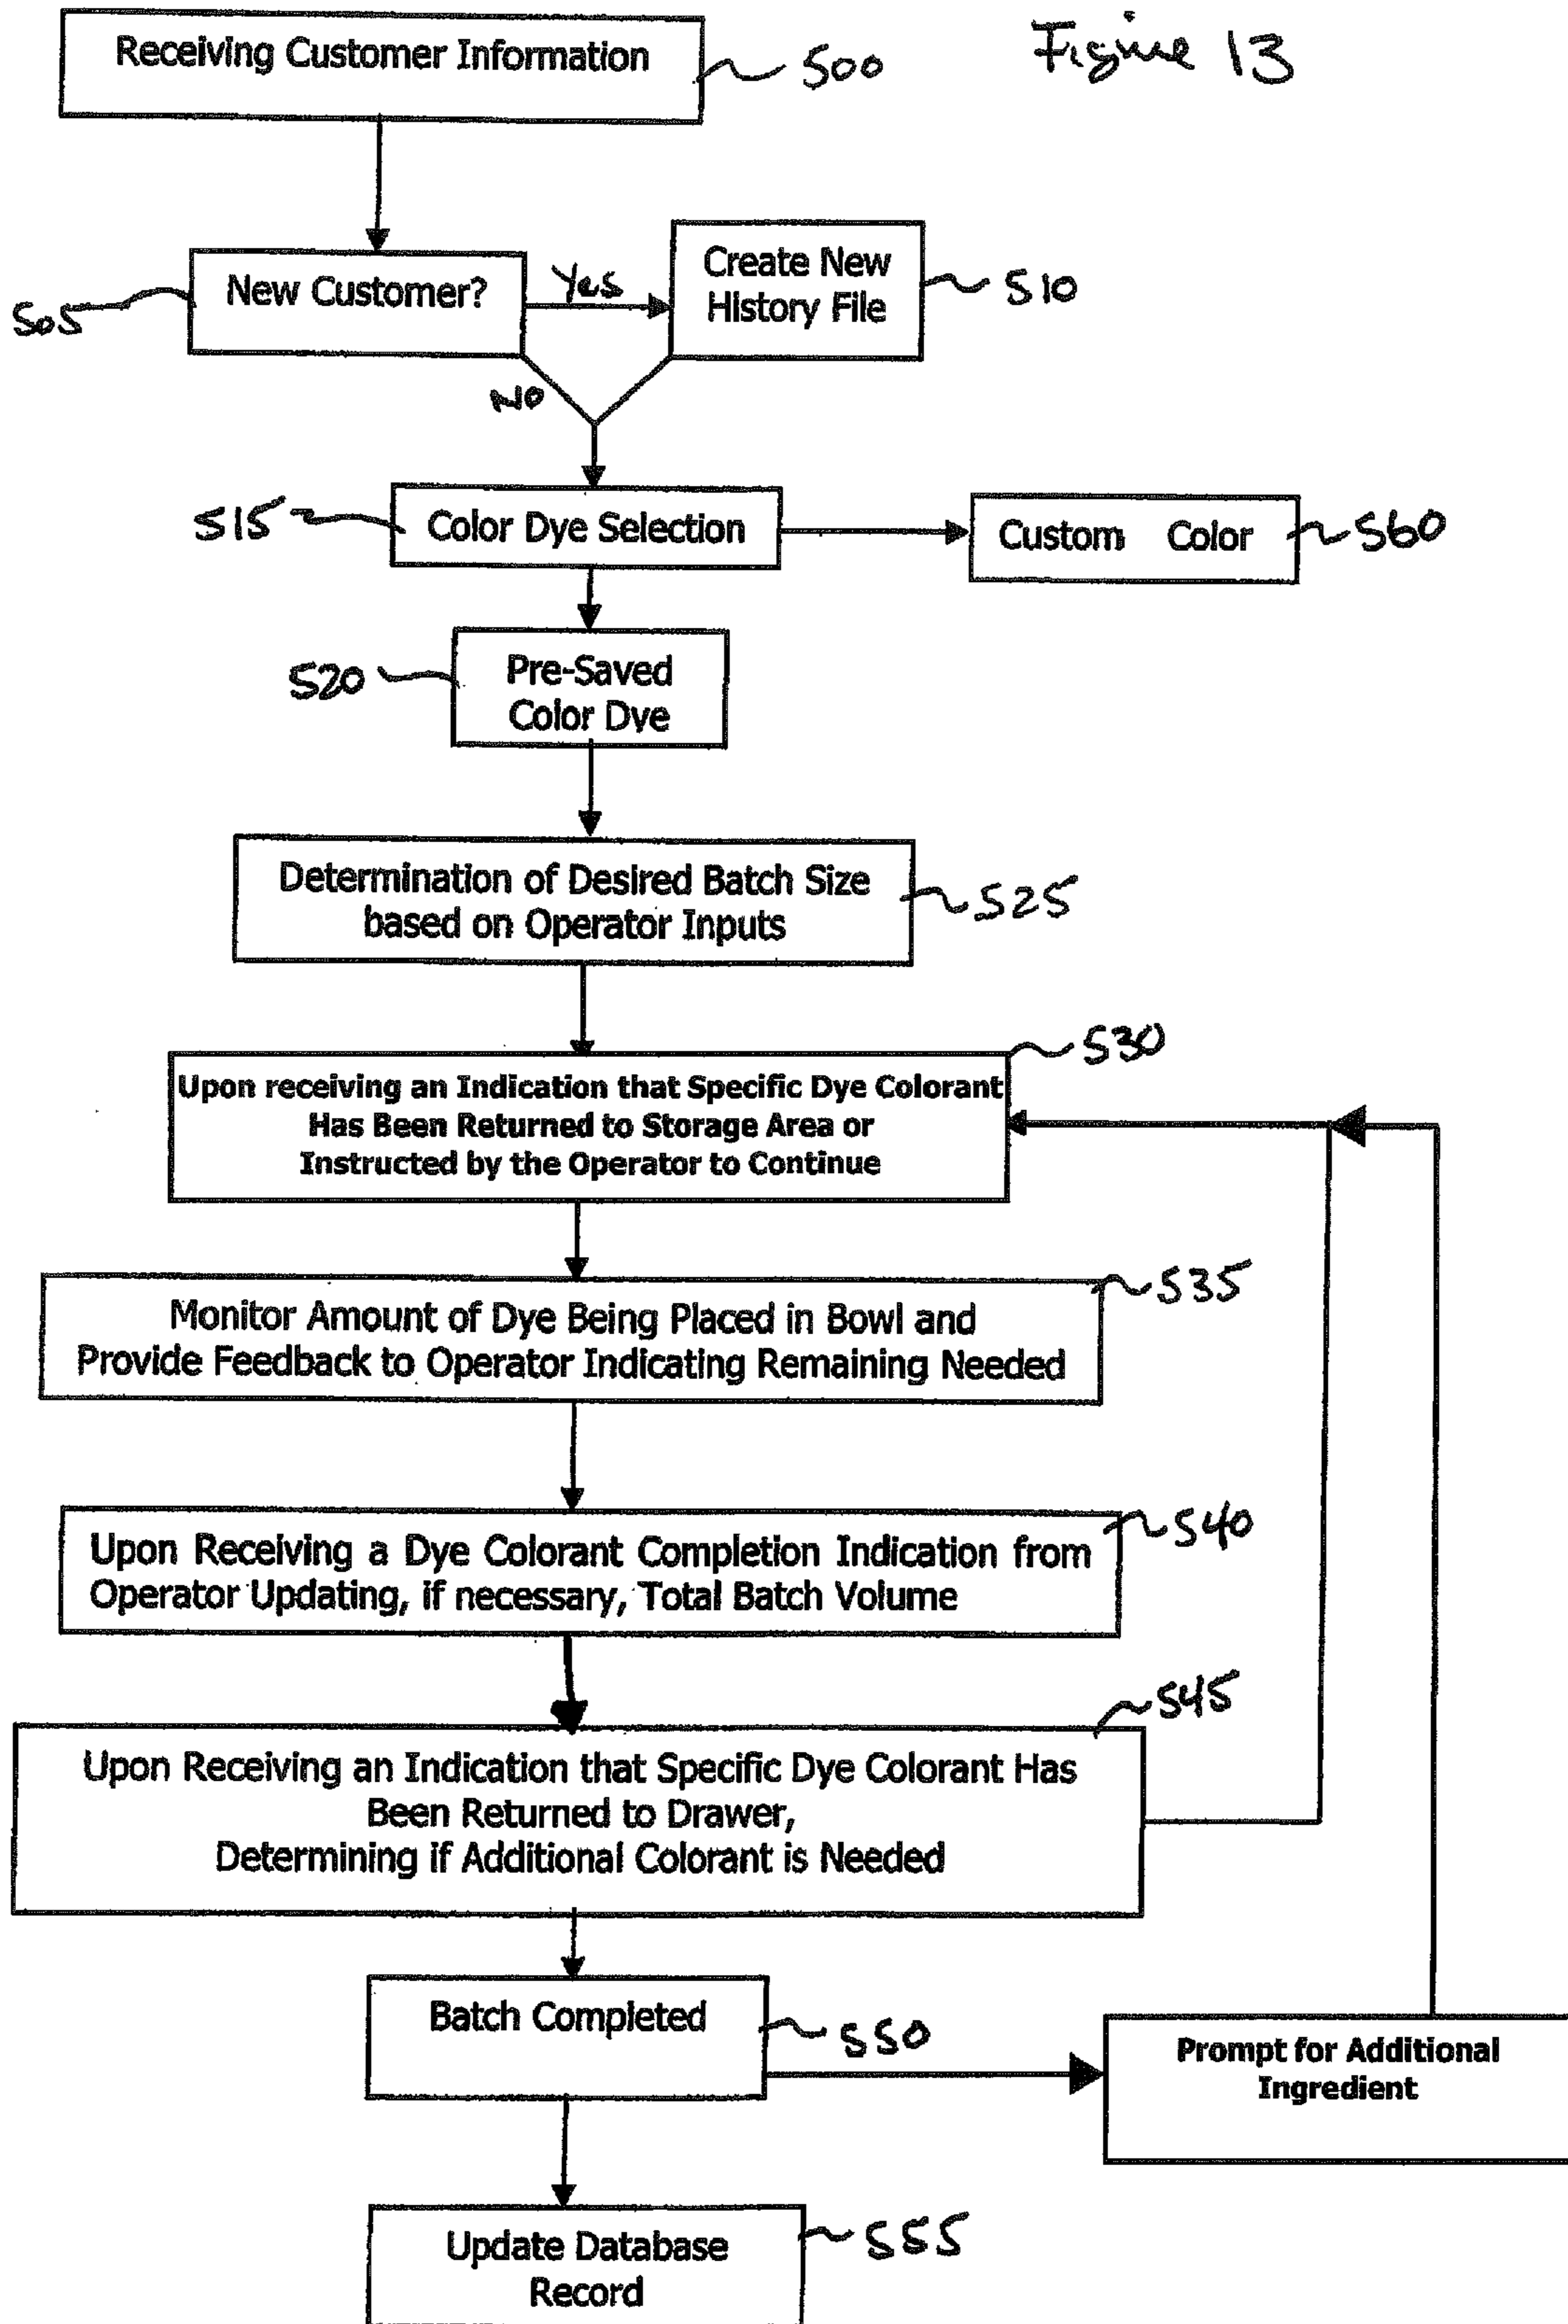 Figure 13
Receiving Customer Information
500
New Customer?
505
Yes
Create New
History File
510
No
Color Dye Selection
515
Custom Color
560
Pre-Saved
Color Dye
520
Determination of Desired Batch Size
based on Operator Inputs
525
Upon receiving an Indication that Specific Dye Colorant
Has Been Returned to Storage Area or
Instructed by the Operator to Continue
530
Monitor Amount of Dye Being Placed in Bowl and
Provide Feedback to Operator Indicating Remaining Needed
535
Upon Receiving a Dye Colorant Completion Indication from
Operator Updating, if necessary, Total Batch Volume
540
Upon Receiving an Indication that Specific Dye Colorant Has
Been Returned to Drawer,
Determining if Additional Colorant is Needed
545
Batch Completed
550
Prompt for Additional
Ingredient
Update Database
Record
555